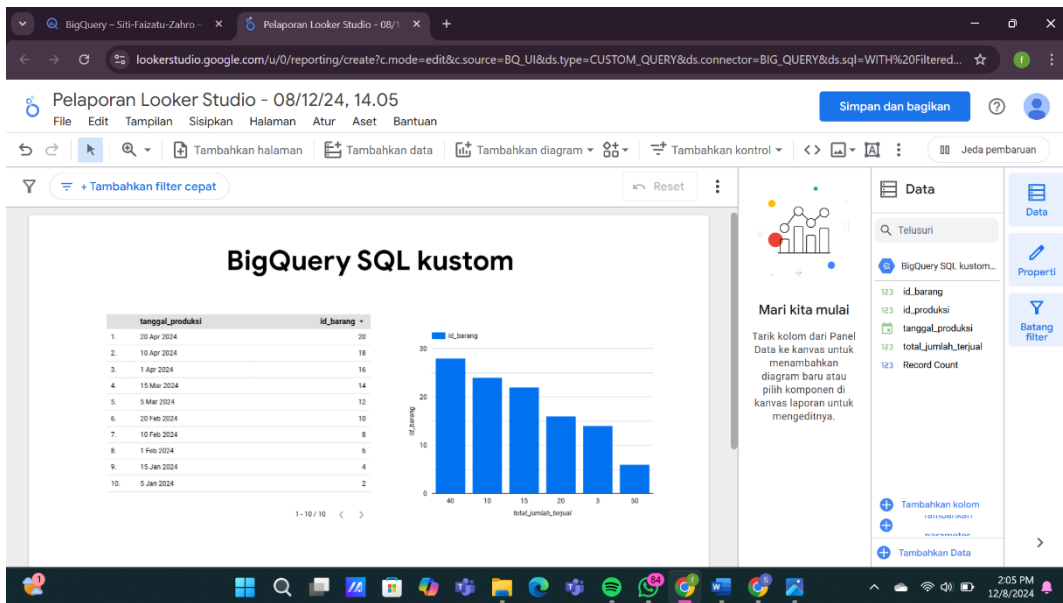 BigQuery – Siti-Faizatu-Zahro –
Pelaporan Looker Studio - 08/1
lookerstudio.google.com/u/0/reporting/create?c.mode=edit&c.source=BQ_UI&ds.type=CUSTOM_QUERY&ds.connector=BIG_QUERY&ds.sql=WITH%20Filtered...
f
Pelaporan Looker Studio - 08/12/24, 14.05
File Edit Tampilan Sisipkan Halaman Atur Aset Bantuan
Simpan dan bagikan
Tambahkan halaman Tambahkan data Tambahkan diagram Tambahkan kontrol Jeda pembaruan
+ Tambahkan filter cepat Reset
BigQuery SQL kustom
tanggal_produksi id_barang
1. 20 Apr 2024 20
2. 10 Apr 2024 18
3. 1 Apr 2024 16
4. 15 Mar 2024 14
5. 5 Mar 2024 12
6. 20 Feb 2024 10
7. 10 Feb 2024 8
8. 1 Feb 2024 6
9. 15 Jan 2024 4
10. 5 Jan 2024 2
1 - 10 / 10
id_barang
30
20
10
0
id_barang
40 10 15 20 3 50
total_jumlah_terjual
Mari kita mulai
Tarik kolom dari Panel
Data ke kanvas untuk
menambahkan
diagram baru atau
pilih komponen di
kanvas laporan untuk
mengeditnya.
Data
Telusuri
BigQuery SQL kustom...
123 id_barang
123 id_produksi
tanggal_produksi
123 total_jumlah_terjual
123 Record Count
Tambahkan kolom
Tambahkan
parameter
Tambahkan Data
Data
Properti
Batang
filter
1
84
2:05 PM
12/8/2024